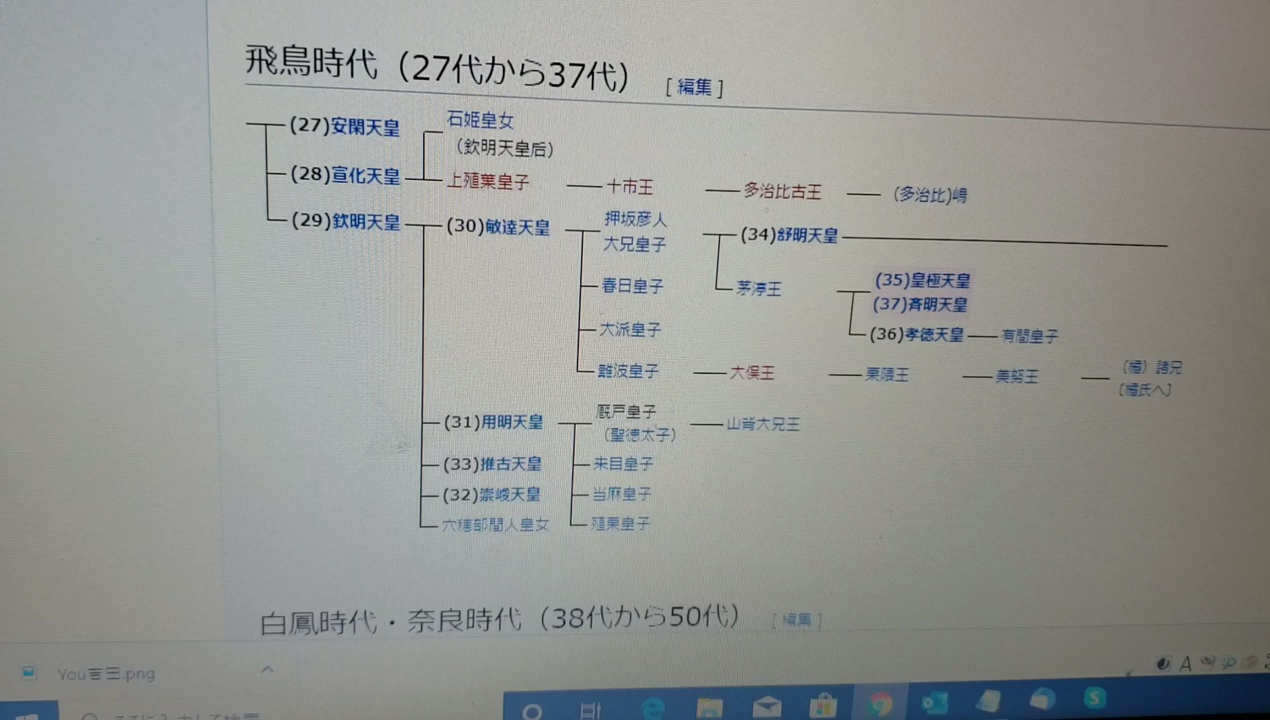 飛鳥時代（27代から37代） [編集]
(27)安閑天皇
石姫皇女
（欽明天皇后）
(28)宣化天皇
上殖葉皇子
十市王
多治比古王
(多治比)嶋
(29)欽明天皇
(30)敏達天皇
押坂彦人
大兄皇子
(34)舒明天皇
春日皇子
茅渟王
(35)皇極天皇
(37)斉明天皇
大派皇子
(36)孝徳天皇
有間皇子
難波皇子
大俣王
栗隈王
美努王
（橘）諸兄
〔橘氏へ〕
(31)用明天皇
厩戸皇子
（聖徳太子）
山背大兄王
(33)推古天皇
来目皇子
(32)崇峻天皇
当麻皇子
穴穂部間人皇女
殖栗皇子
白鳳時代・奈良時代（38代から50代） [編集]
You言王.png
A